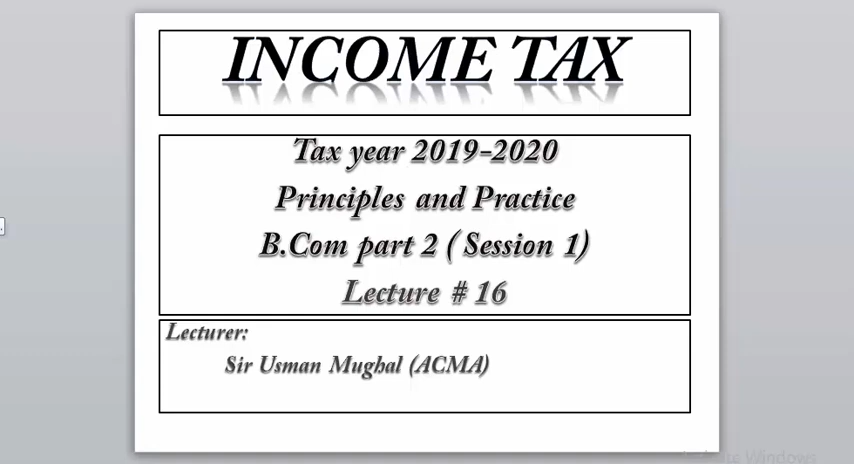 INCOME TAX
Tax year 2019-2020
Principles and Practice
B.Com part 2 ( Session 1)
Lecture # 16
Lecturer:
Sir Usman Mughal (ACMA)
Windows